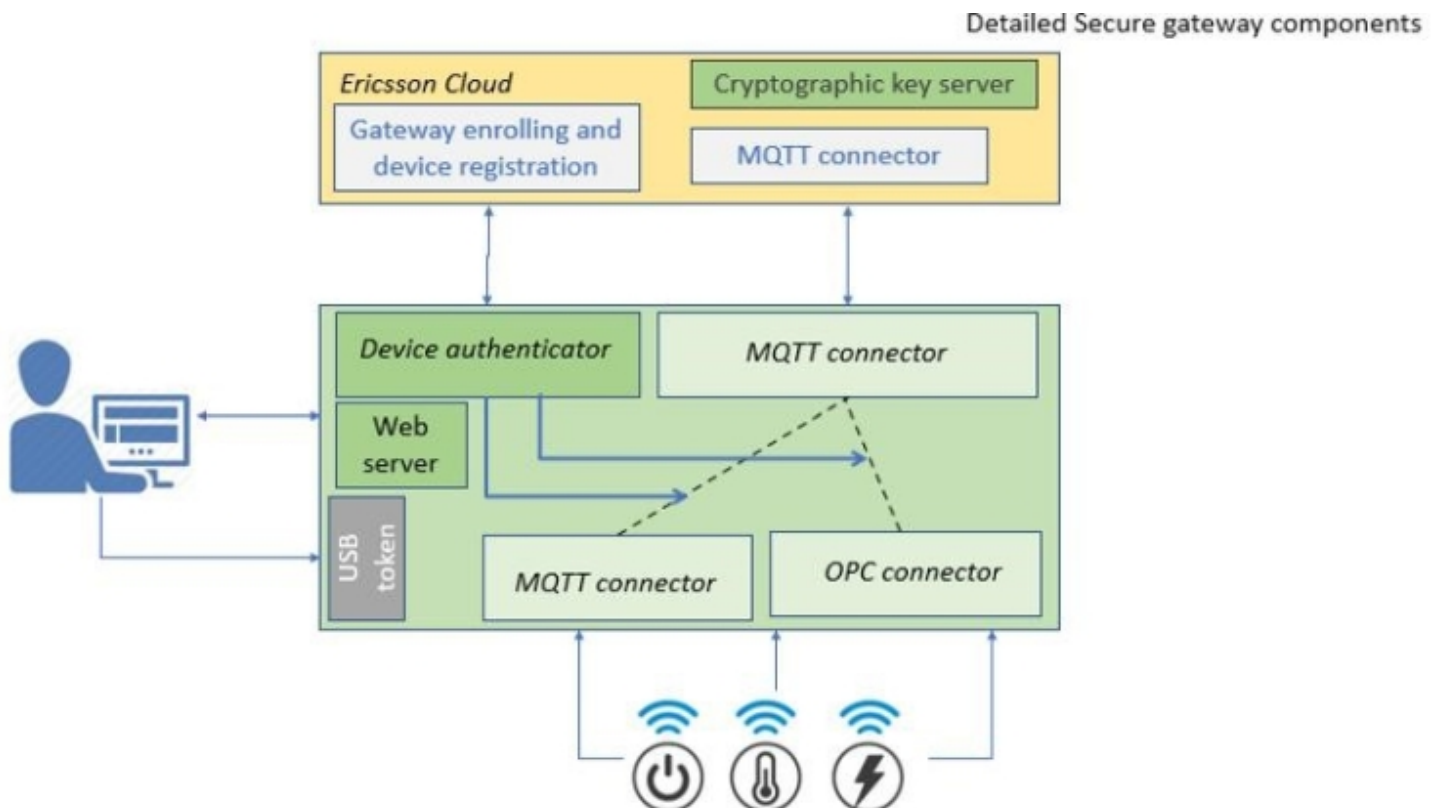 Detailed Secure gateway components
Ericsson Cloud
Cryptographic key server
Gateway enrolling and
device registration
MQTT connector
Device authenticator
MQTT connector
Web
server
USB
token
MQTT connector
OPC connector